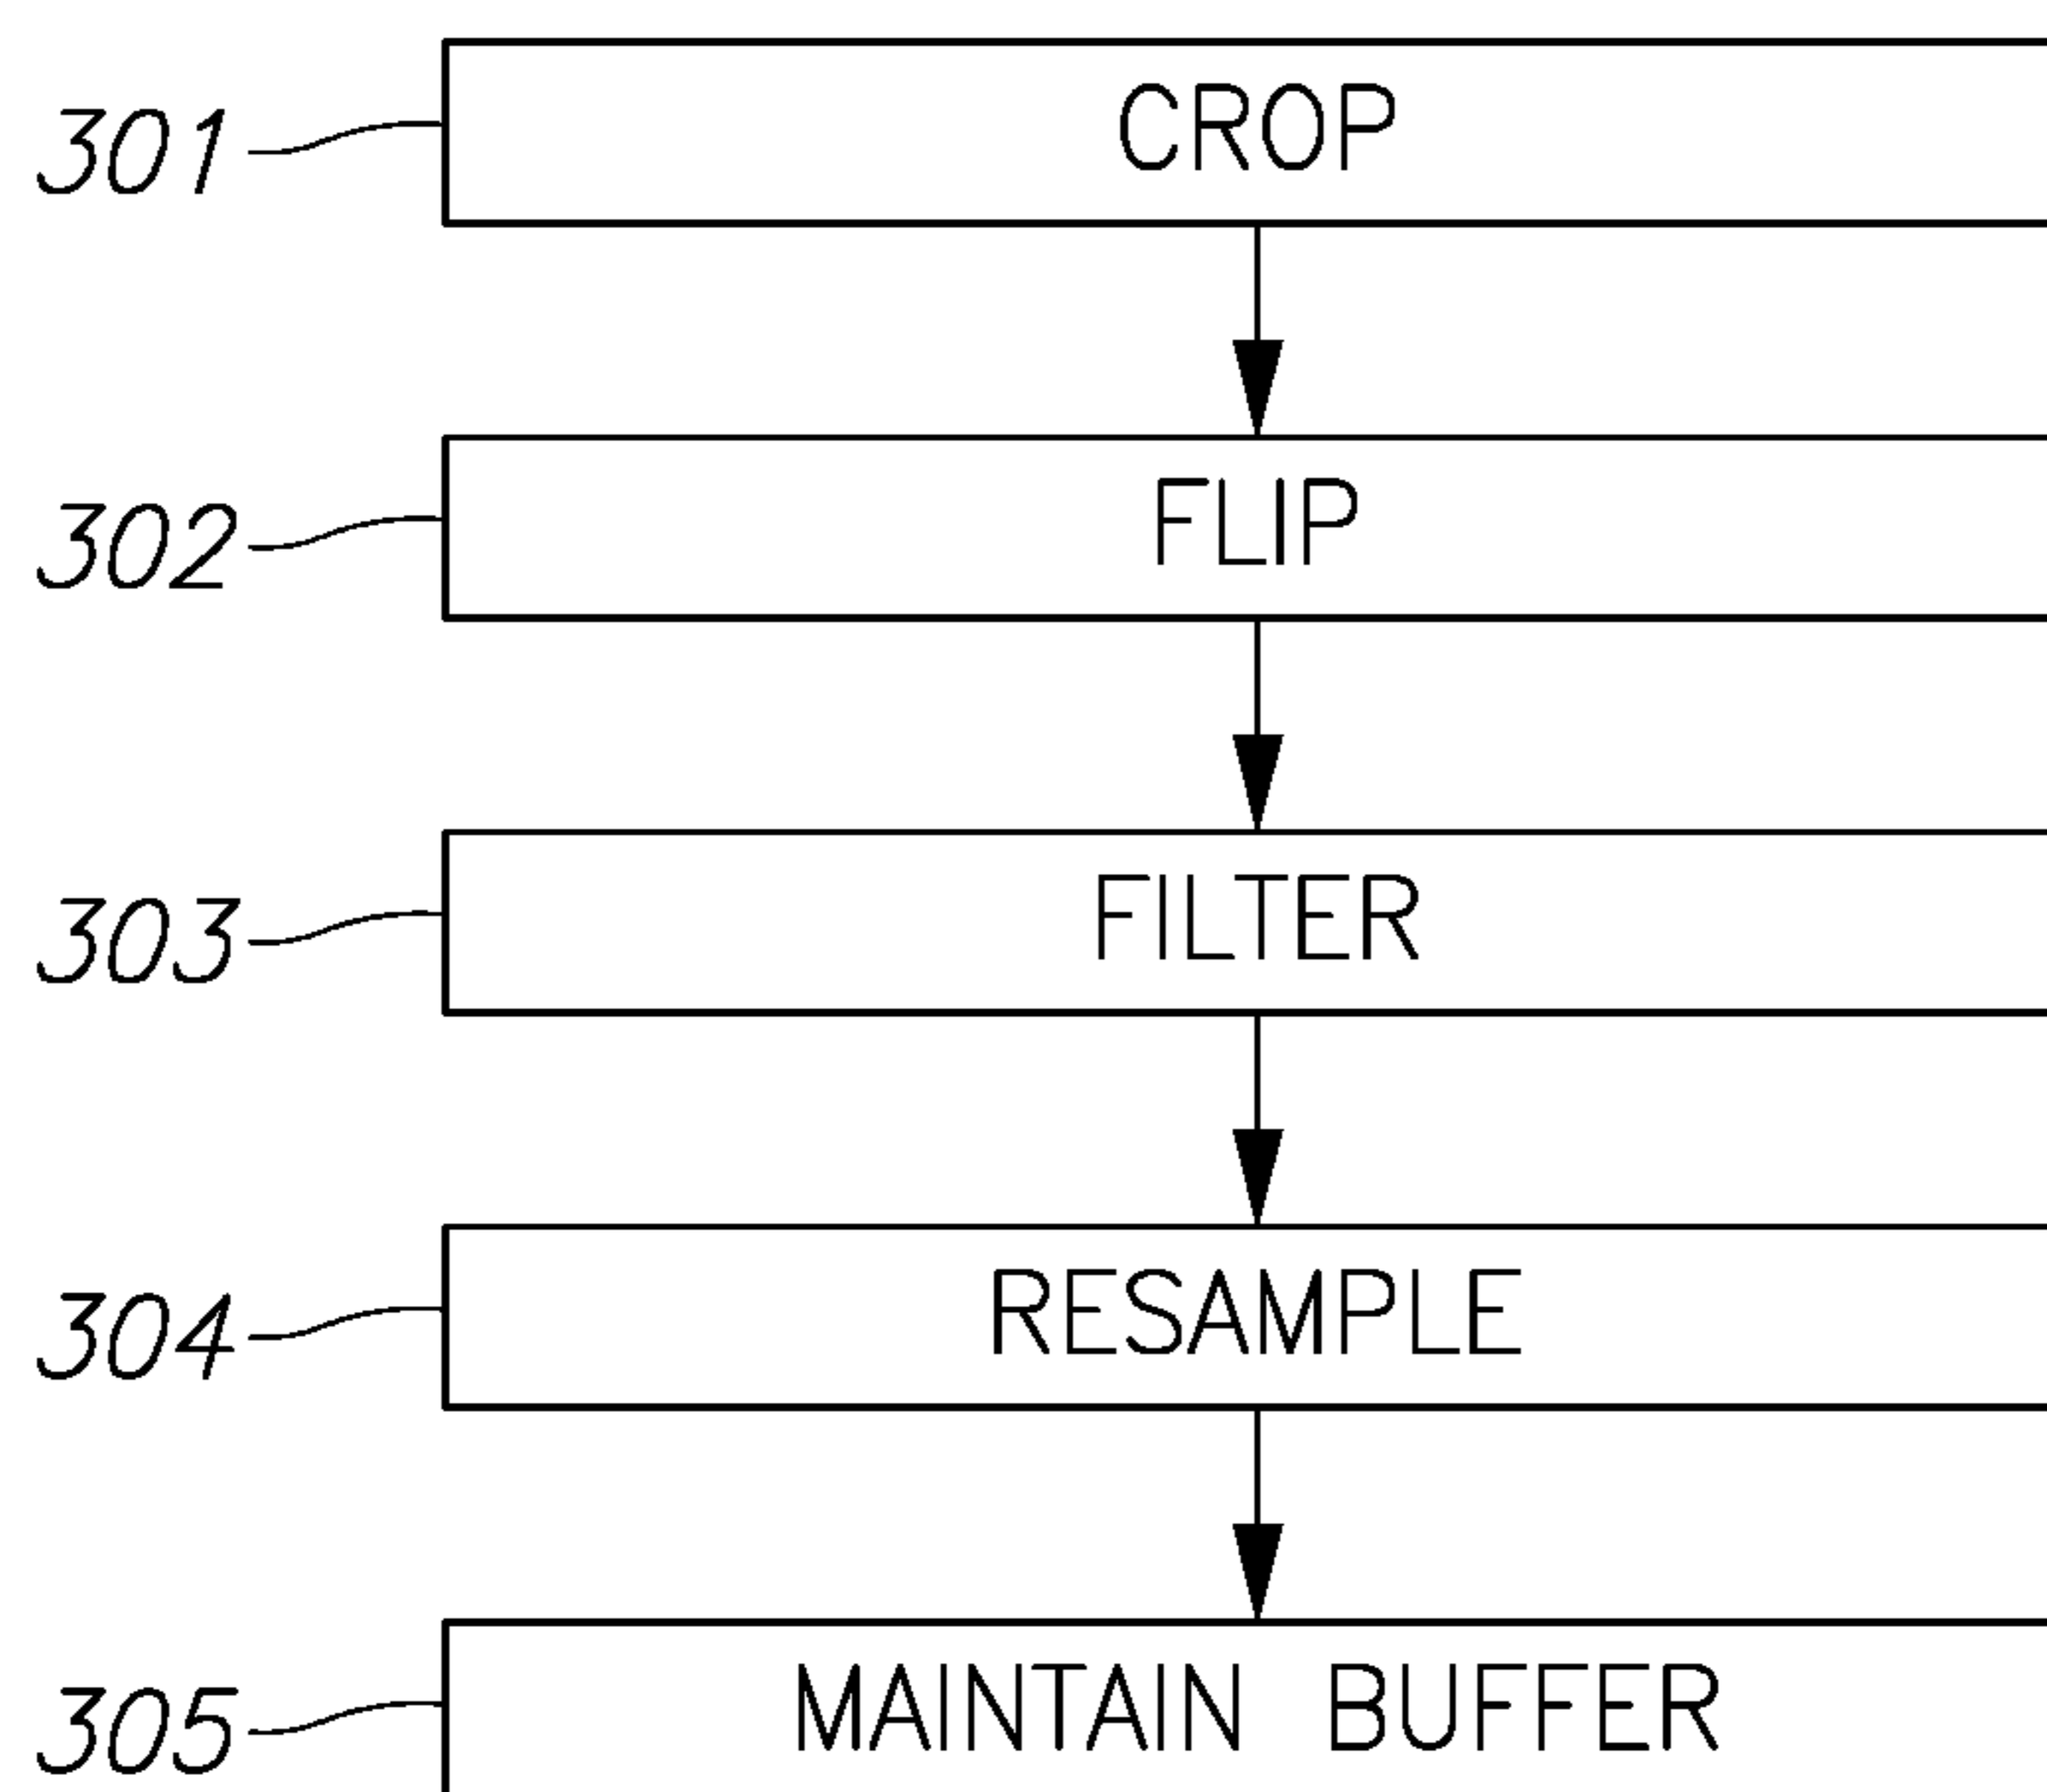 301 CROP
302 FLIP
303 FILTER
304 RESAMPLE
305 MAINTAIN BUFFER